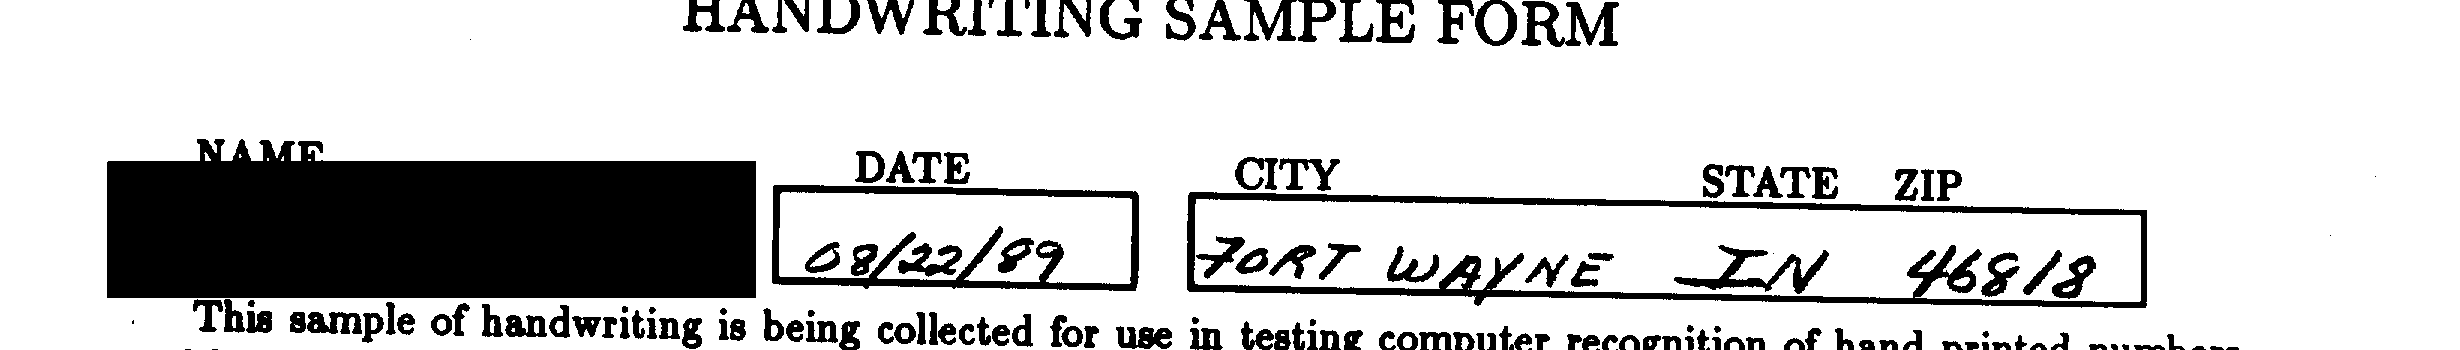 HANDWRITING SAMPLE FORM
NAME DATE CITY STATE ZIP
08/22/89 FORT WAYNE IN 46818
This sample of handwriting is being collected for use in testing computer recognition of hand printed numbers